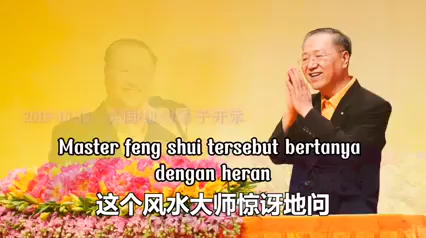 Master feng shui tersebut bertanya
dengan heran
这个风水大师惊讶地问